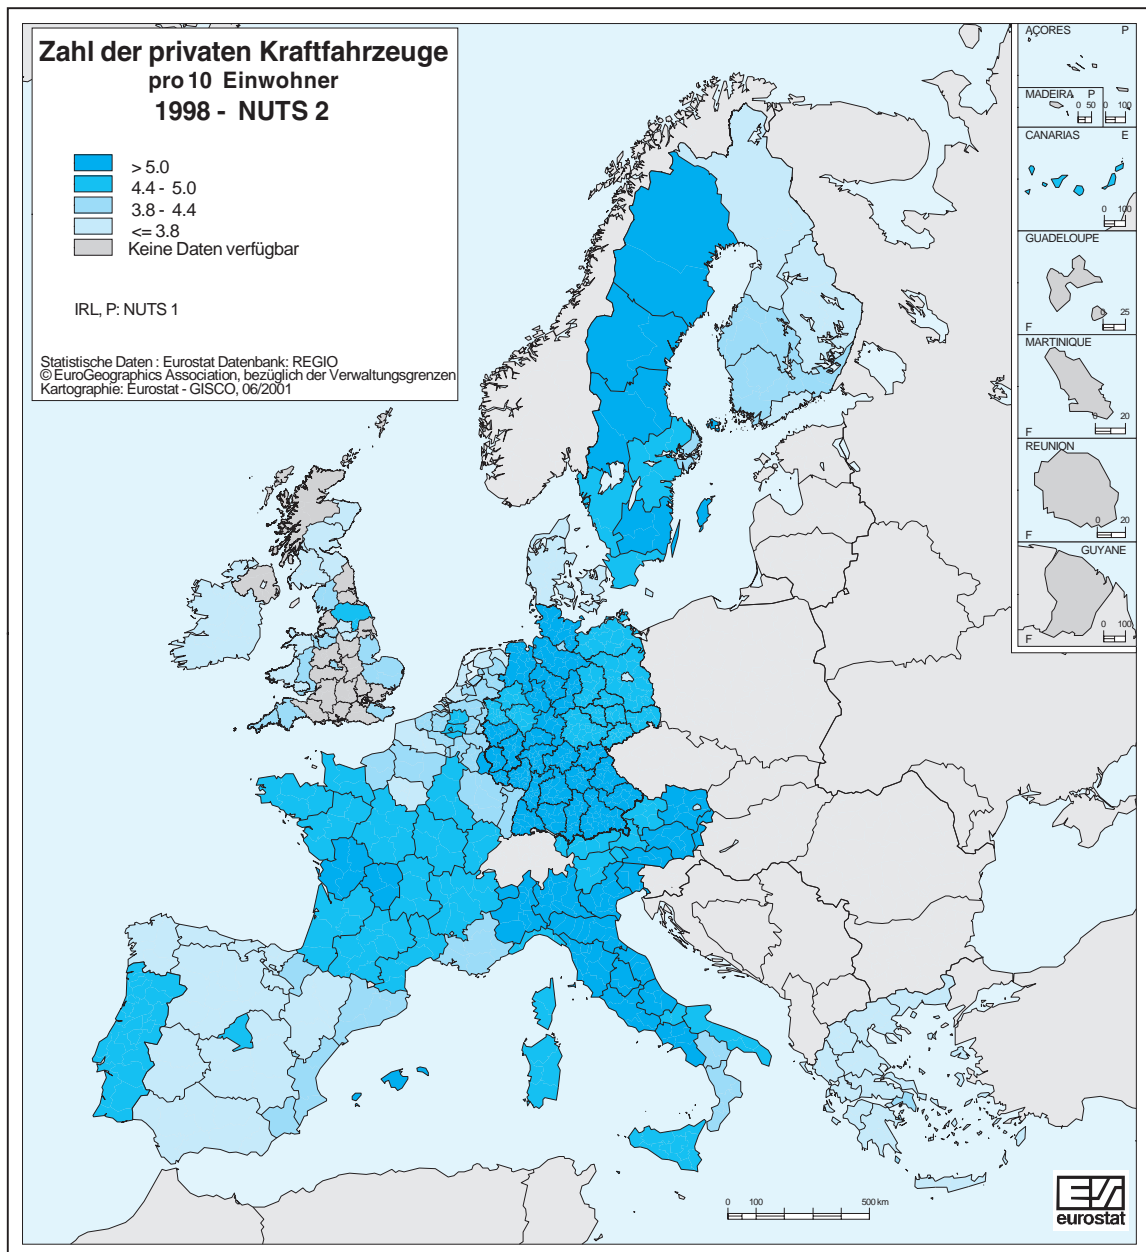 Zahl der privaten Kraftfahrzeuge
pro 10 Einwohner
1998 - NUTS 2
> 5.0
4.4 - 5.0
3.8 - 4.4
<= 3.8
Keine Daten verfügbar
IRL, P: NUTS 1
Statistische Daten : Eurostat Datenbank: REGIO
© EuroGeographics Association, bezüglich der Verwaltungsgrenzen
Kartographie: Eurostat - GISCO, 06/2001
AÇORES P
0 100
MADEIRA P
0 50
CANARIAS E
0 100
GUADELOUPE
0 25
F
MARTINIQUE
0 20
F
REUNION
0 20
F
GUYANE
0 100
F
0 100 500 km
eurostat